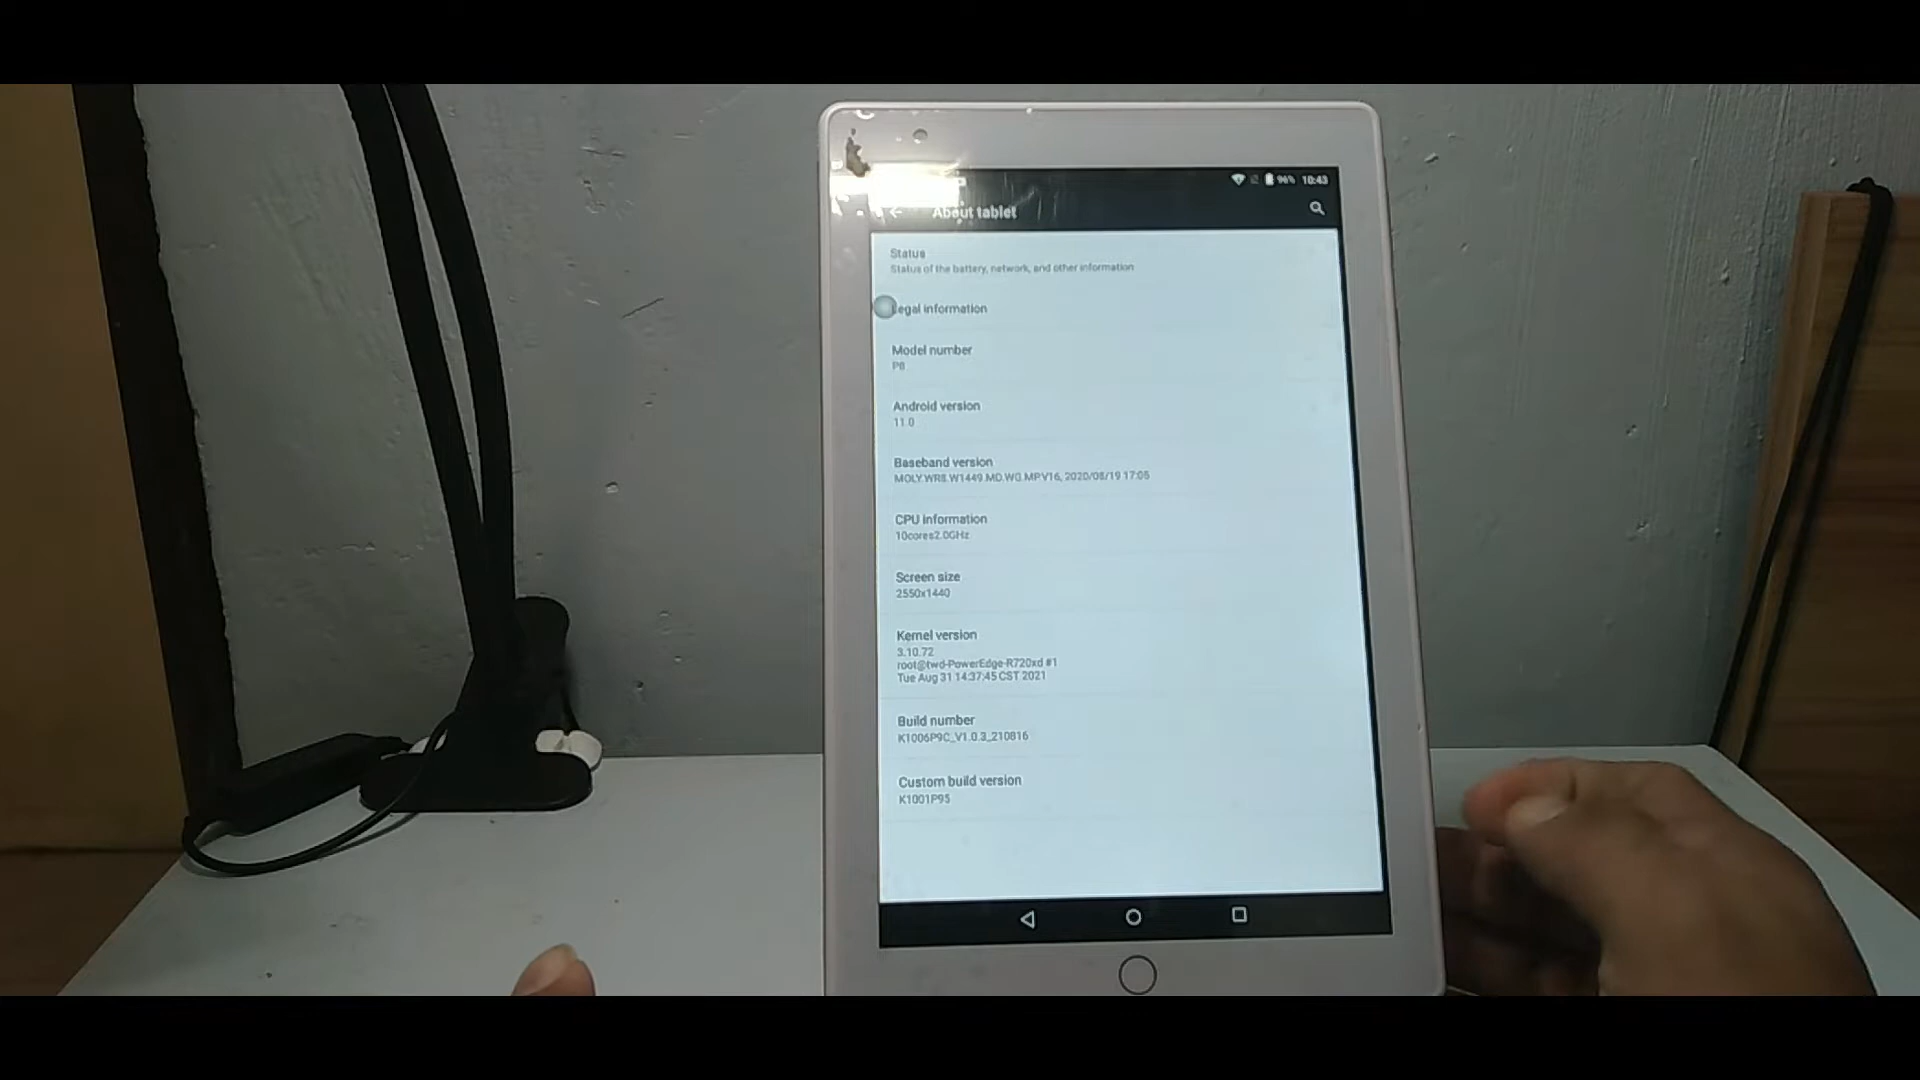 96% 10:43
About tablet
Status
Status of the battery, network, and other information
Legal information
Model number
P8
Android version
11.0
Baseband version
MOLY.WR8.W1449.MD.WG.MP.V16, 2020/08/19 17:05
CPU information
10cores2.0GHz
Screen size
2550x1440
Kernel version
3.10.72
root@twd-PowerEdge-R720xd #1
Tue Aug 31 14:37:45 CST 2021
Build number
K1006P9C_V1.0.3_210816
Custom build version
K1001P95